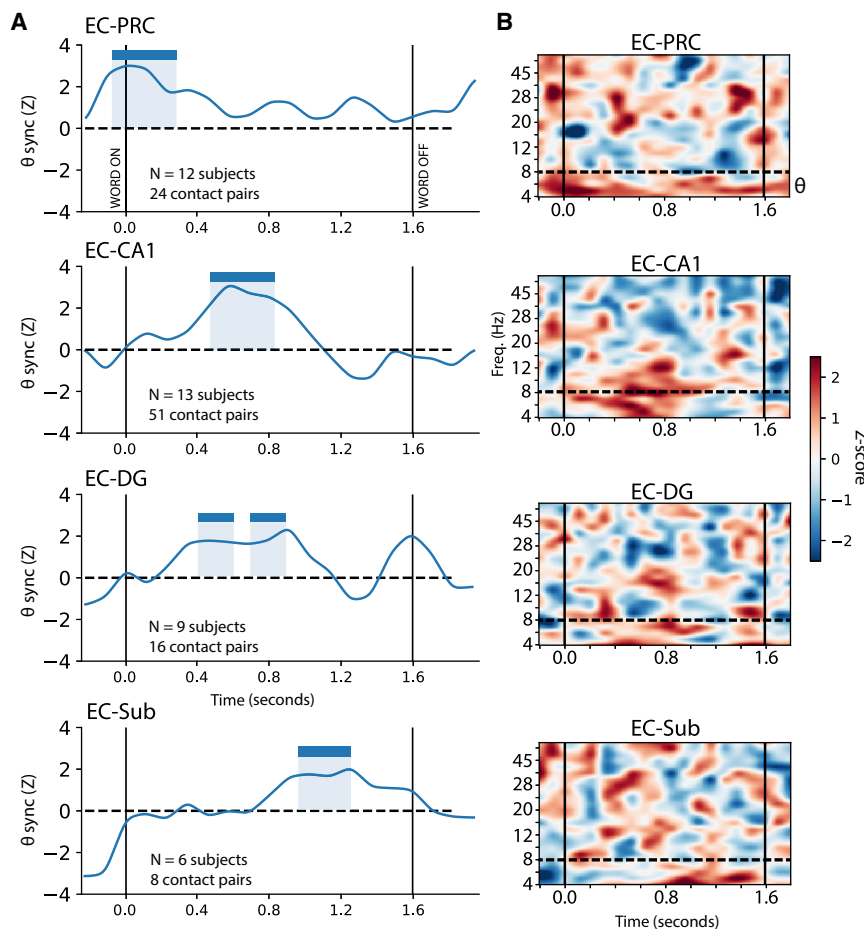 A
EC-PRC
4
2
0
−2
−4
θ sync (Z)
WORD ON
WORD OFF
N = 12 subjects
24 contact pairs
0.0
0.4
0.8
1.2
1.6
EC-CA1
4
2
0
−2
−4
θ sync (Z)
N = 13 subjects
51 contact pairs
0.0
0.4
0.8
1.2
1.6
EC-DG
4
2
0
−2
−4
θ sync (Z)
N = 9 subjects
16 contact pairs
0.0
0.4
0.8
1.2
1.6
Time (seconds)
EC-Sub
4
2
0
−2
−4
θ sync (Z)
N = 6 subjects
8 contact pairs
0.0
0.4
0.8
1.2
1.6
B
EC-PRC
45
28
20
12
8
4
θ
0.0
0.8
1.6
EC-CA1
45
28
20
12
8
4
Freq. (Hz)
0.0
0.8
1.6
EC-DG
45
28
20
12
8
4
0.0
0.8
1.6
EC-Sub
45
28
20
12
8
4
0.0
0.8
1.6
Time (seconds)
2
1
0
−1
−2
Z-score